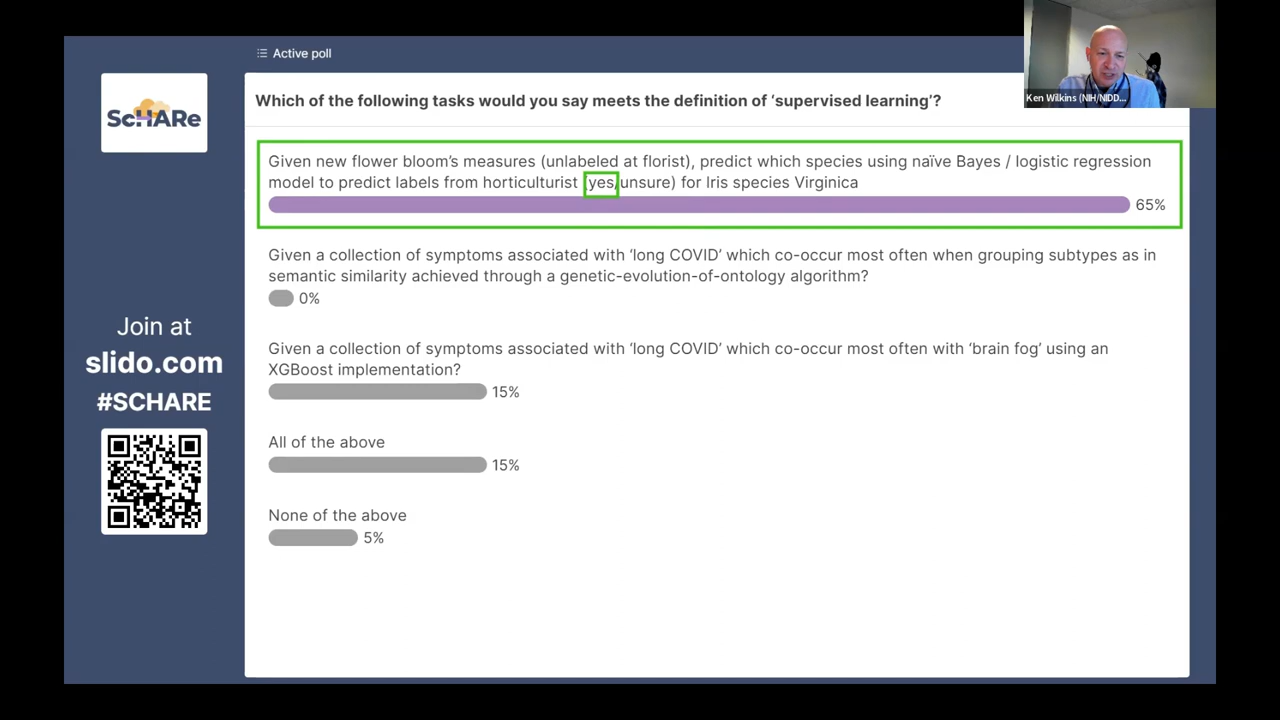 Active poll
Ken Wilkins (NIH/NIDD...
ScHARe
Which of the following tasks would you say meets the definition of ‘supervised learning’?
Given new flower bloom’s measures (unlabeled at florist), predict which species using naïve Bayes / logistic regression
model to predict labels from horticulturist (yes/unsure) for Iris species Virginica
65%
Given a collection of symptoms associated with ‘long COVID’ which co-occur most often when grouping subtypes as in
semantic similarity achieved through a genetic-evolution-of-ontology algorithm?
0%
Given a collection of symptoms associated with ‘long COVID’ which co-occur most often with ‘brain fog’ using an
XGBoost implementation?
15%
All of the above
15%
None of the above
5%
Join at
slido.com
#SCHARE